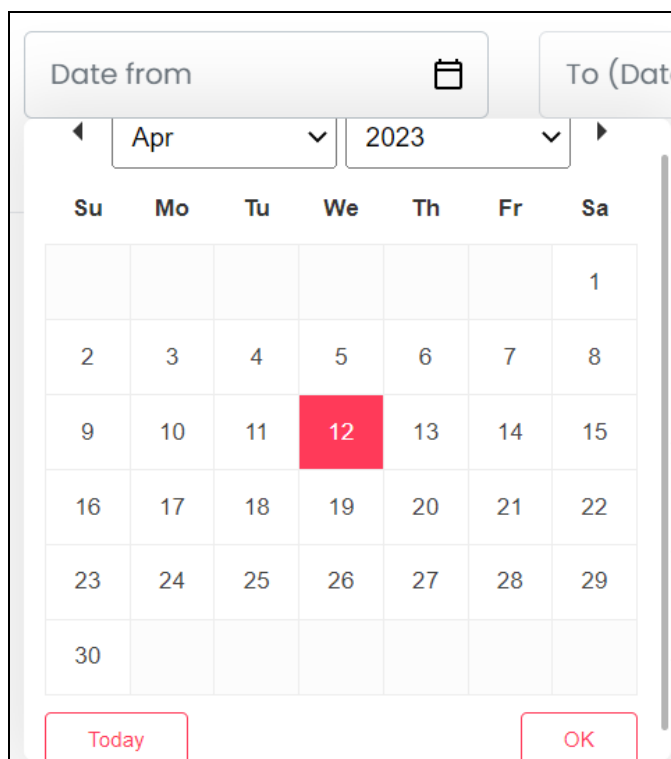 Date from To (Dat
Apr 2023
Su Mo Tu We Th Fr Sa
1
2 3 4 5 6 7 8
9 10 11 12 13 14 15
16 17 18 19 20 21 22
23 24 25 26 27 28 29
30
Today OK